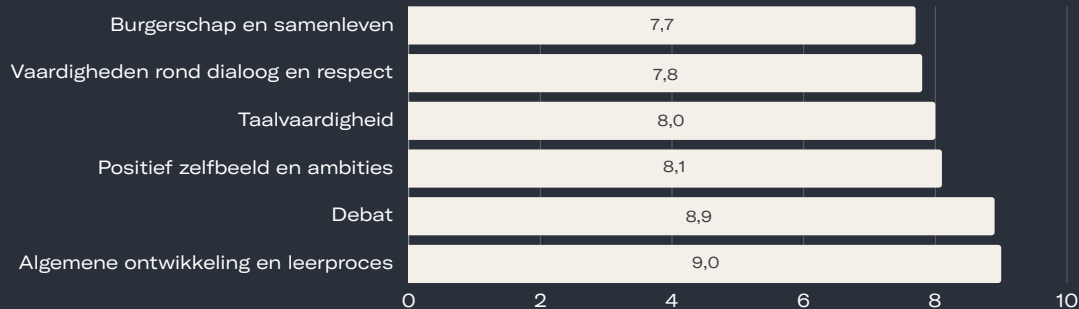 Burgerschap en samenleven 7,7
Vaardigheden rond dialoog en respect 7,8
Taalvaardigheid 8,0
Positief zelfbeeld en ambities 8,1
Debat 8,9
Algemene ontwikkeling en leerproces 9,0
0 2 4 6 8 10